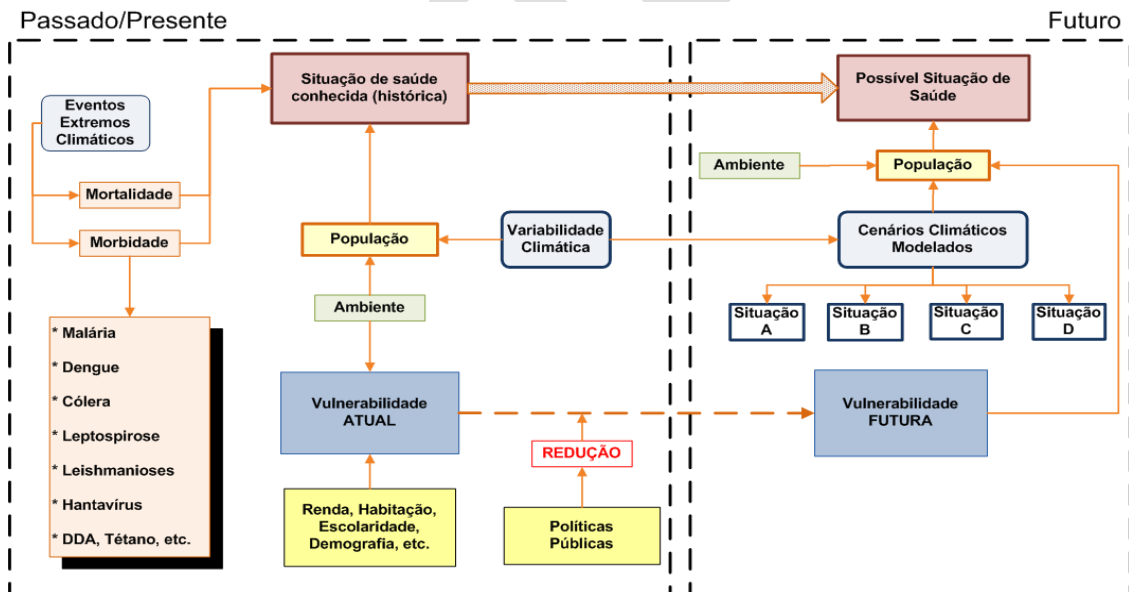 Passado/Presente
Futuro
Eventos
Extremos
Climáticos
Mortalidade
Morbidade
* Malária
* Dengue
* Cólera
* Leptospirose
* Leishmanioses
* Hantavírus
* DDA, Tétano, etc.
Situação de saúde
conhecida (histórica)
População
Variabilidade
Climática
Ambiente
Vulnerabilidade
ATUAL
REDUÇÃO
Renda, Habitação,
Escolaridade,
Demografia, etc.
Políticas
Públicas
Possível Situação de
Saúde
Ambiente
População
Cenários Climáticos
Modelados
Situação
A
Situação
B
Situação
C
Situação
D
Vulnerabilidade
FUTURA